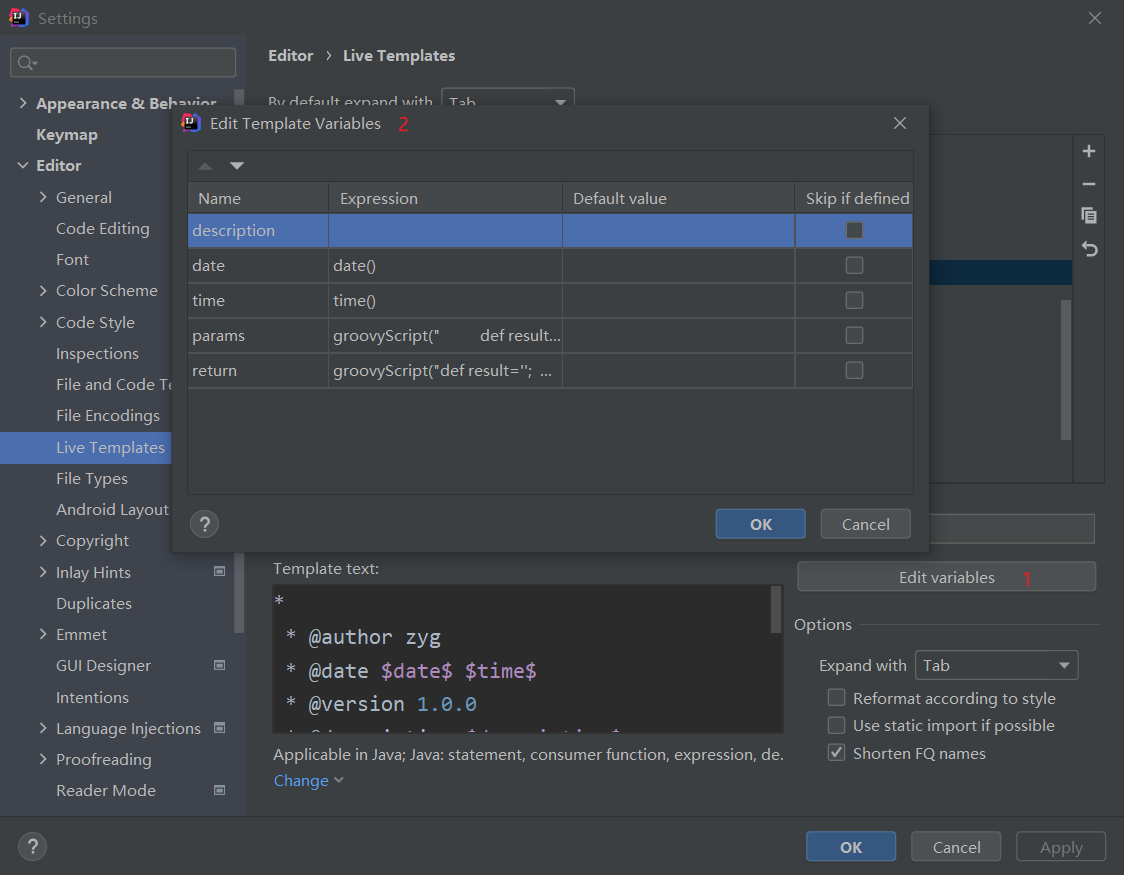 Settings
Editor › Live Templates
By default expand with Tab
Appearance & Behavior
Keymap
Editor
General
Code Editing
Font
Color Scheme
Code Style
Inspections
File and Code Te
File Encodings
Live Templates
File Types
Android Layout
Copyright
Inlay Hints
Duplicates
Emmet
GUI Designer
Intentions
Language Injections
Proofreading
Reader Mode
Edit Template Variables 2
Name Expression Default value Skip if defined
description
date date()
time time()
params groovyScript(" def result...
return groovyScript("def result=''; ...
? OK Cancel
Template text:
*
* @author zyg
* @date $date$ $time$
* @version 1.0.0
Applicable in Java; Java: statement, consumer function, expression, de.
Change
Edit variables 1
Options
Expand with Tab
Reformat according to style
Use static import if possible
Shorten FQ names
? OK Cancel Apply